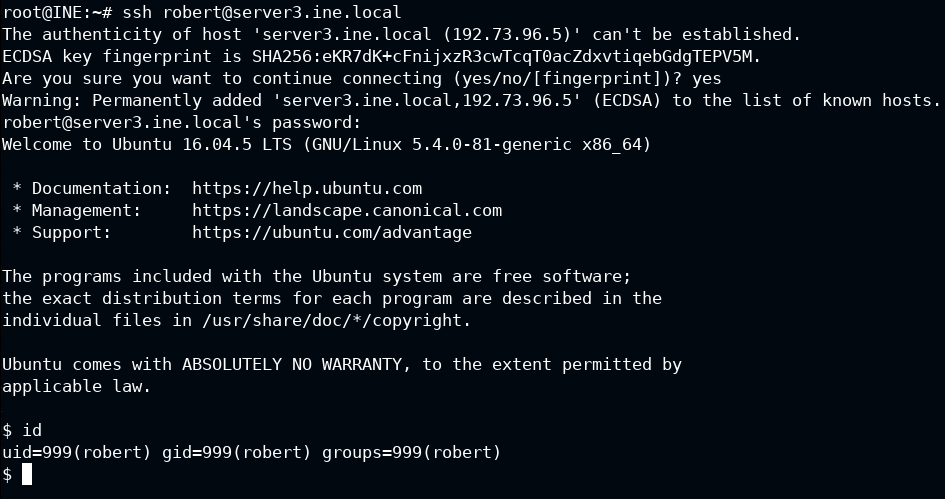 root@INE:~# ssh robert@server3.ine.local
The authenticity of host 'server3.ine.local (192.73.96.5)' can't be established.
ECDSA key fingerprint is SHA256:eKR7dK+cFnijxzR3cwTcqT0acZdxvtiqebGdgTEPV5M.
Are you sure you want to continue connecting (yes/no/[fingerprint])? yes
Warning: Permanently added 'server3.ine.local,192.73.96.5' (ECDSA) to the list of known hosts.
robert@server3.ine.local's password:
Welcome to Ubuntu 16.04.5 LTS (GNU/Linux 5.4.0-81-generic x86_64)

 * Documentation:  https://help.ubuntu.com
 * Management:     https://landscape.canonical.com
 * Support:        https://ubuntu.com/advantage

The programs included with the Ubuntu system are free software;
the exact distribution terms for each program are described in the
individual files in /usr/share/doc/*/copyright.

Ubuntu comes with ABSOLUTELY NO WARRANTY, to the extent permitted by
applicable law.

$ id
uid=999(robert) gid=999(robert) groups=999(robert)
$